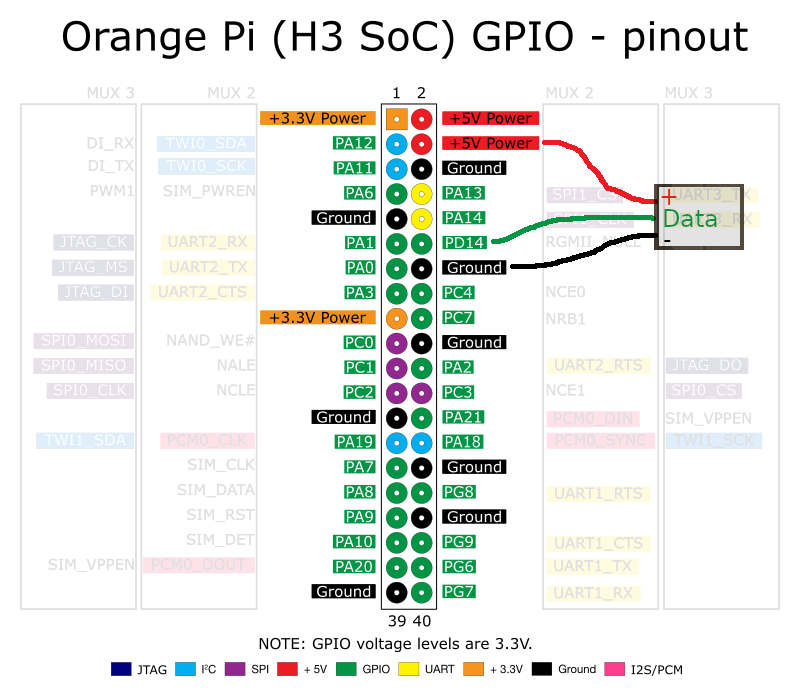 Orange Pi (H3 SoC) GPIO - pinout
MUX 3 MUX 2 1 2 MUX 2 MUX 3
+3.3V Power +5V Power
DI_RX TWI0_SDA PA12 +5V Power
DI_TX TWI0_SCK PA11 Ground
PWM1 SIM_PWREN PA6 PA13 SPI1_CS UART3_TX
+
Ground PA14 RX
Data
PA1 PD14
JTAG_CK UART2_RX
-
JTAG_MS UART2_TX PA0 Ground
JTAG_DI UART2_CTS PA3 PC4 NCE0
+3.3V Power PC7 NRB1
SPI0_MOSI NAND_WE# PC0 Ground
SPI0_MISO NALE PC1 PA2 UART2_RTS JTAG_DO
SPI0_CLK NCLE PC2 PC3 NCE1 SPI0_CS
Ground PA21 PCM0_DIN SIM_VPPEN
TWI1_SDA PCM0_CLK PA19 PA18 PCM0_SYNC TWI1_SCK
SIM_CLK PA7 Ground
SIM_DATA PA8 PG8 UART1_RTS
SIM_RST PA9 Ground
SIM_DET PA10 PG9 UART1_CTS
SIM_VPPEN PCM0_DOUT PA20 PG6 UART1_TX
Ground PG7 UART1_RX
39 40
NOTE: GPIO voltage levels are 3.3V.
JTAG I²C SPI + 5V GPIO UART + 3.3V Ground I2S/PCM